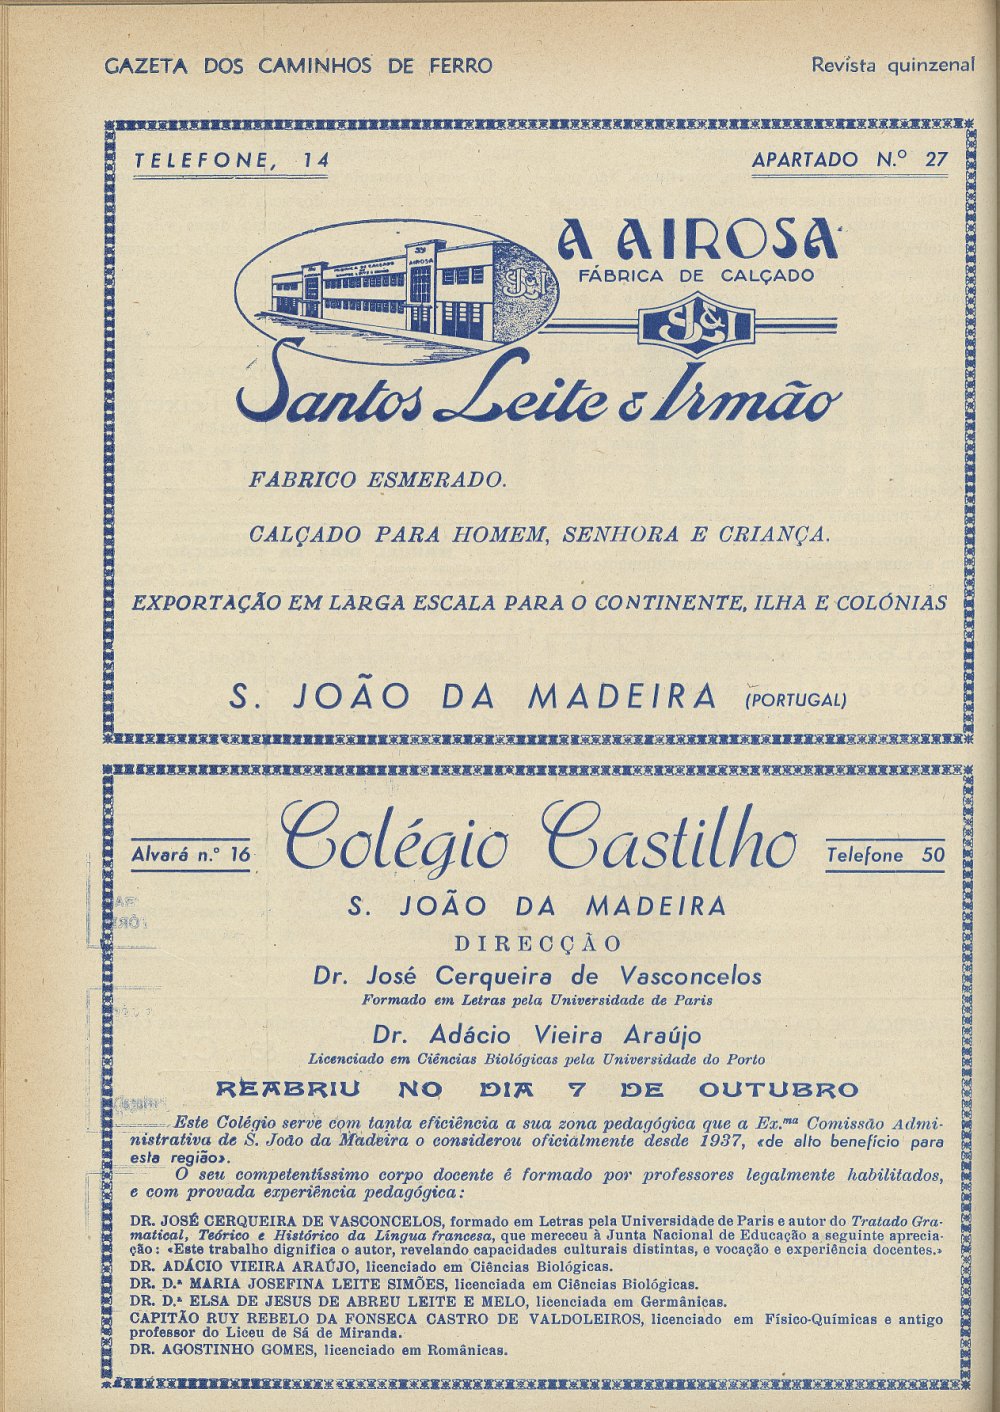 GAZETA DOS CAMINHOS DE FERRO
Revista quinzenal
TELEFONE, 14
APARTADO N.º 27
A AIROSA
FÁBRICA DE CALÇADO
FÁBRICA DE CALÇADO
AIROSA
SL&I
SL&I
Santos Leite & Irmão
FABRICO ESMERADO.
CALÇADO PARA HOMEM, SENHORA E CRIANÇA.
EXPORTAÇÃO EM LARGA ESCALA PARA O CONTINENTE, ILHA E COLÓNIAS
S. JOÃO DA MADEIRA (PORTUGAL)
Alvará n.º 16
Colégio Castilho
Telefone 50
S. JOÃO DA MADEIRA
DIRECÇÃO
Dr. José Cerqueira de Vasconcelos
Formado em Letras pela Universidade de Paris
Dr. Adácio Vieira Araújo
Licenciado em Ciências Biológicas pela Universidade do Porto
REABRIU NO DIA 7 DE OUTUBRO
Este Colégio serve com tanta eficiência a sua zona pedagógica que a Ex.ma Comissão Admi-
nistrativa de S. João da Madeira o considerou oficialmente desde 1937, «de alto benefício para
esta região».
O seu competentíssimo corpo docente é formado por professores legalmente habilitados,
e com provada experiência pedagógica:
DR. JOSÉ CERQUEIRA DE VASCONCELOS, formado em Letras pela Universidade de Paris e autor do Tratado Gra-
matical, Teórico e Histórico da Língua francesa, que mereceu à Junta Nacional de Educação a seguinte aprecia-
ção: «Este trabalho dignifica o autor, revelando capacidades culturais distintas, e vocação e experiência docentes.»
DR. ADÁCIO VIEIRA ARAÚJO, licenciado em Ciências Biológicas.
DR. D.ª MARIA JOSEFINA LEITE SIMÕES, licenciada em Ciências Biológicas.
DR. D.ª ELSA DE JESUS DE ABREU LEITE E MELO, licenciada em Germânicas.
CAPITÃO RUY REBELO DA FONSECA CASTRO DE VALDOLEIROS, licenciado em Físico-Químicas e antigo
professor do Liceu de Sá de Miranda.
DR. AGOSTINHO GOMES, licenciado em Românicas.